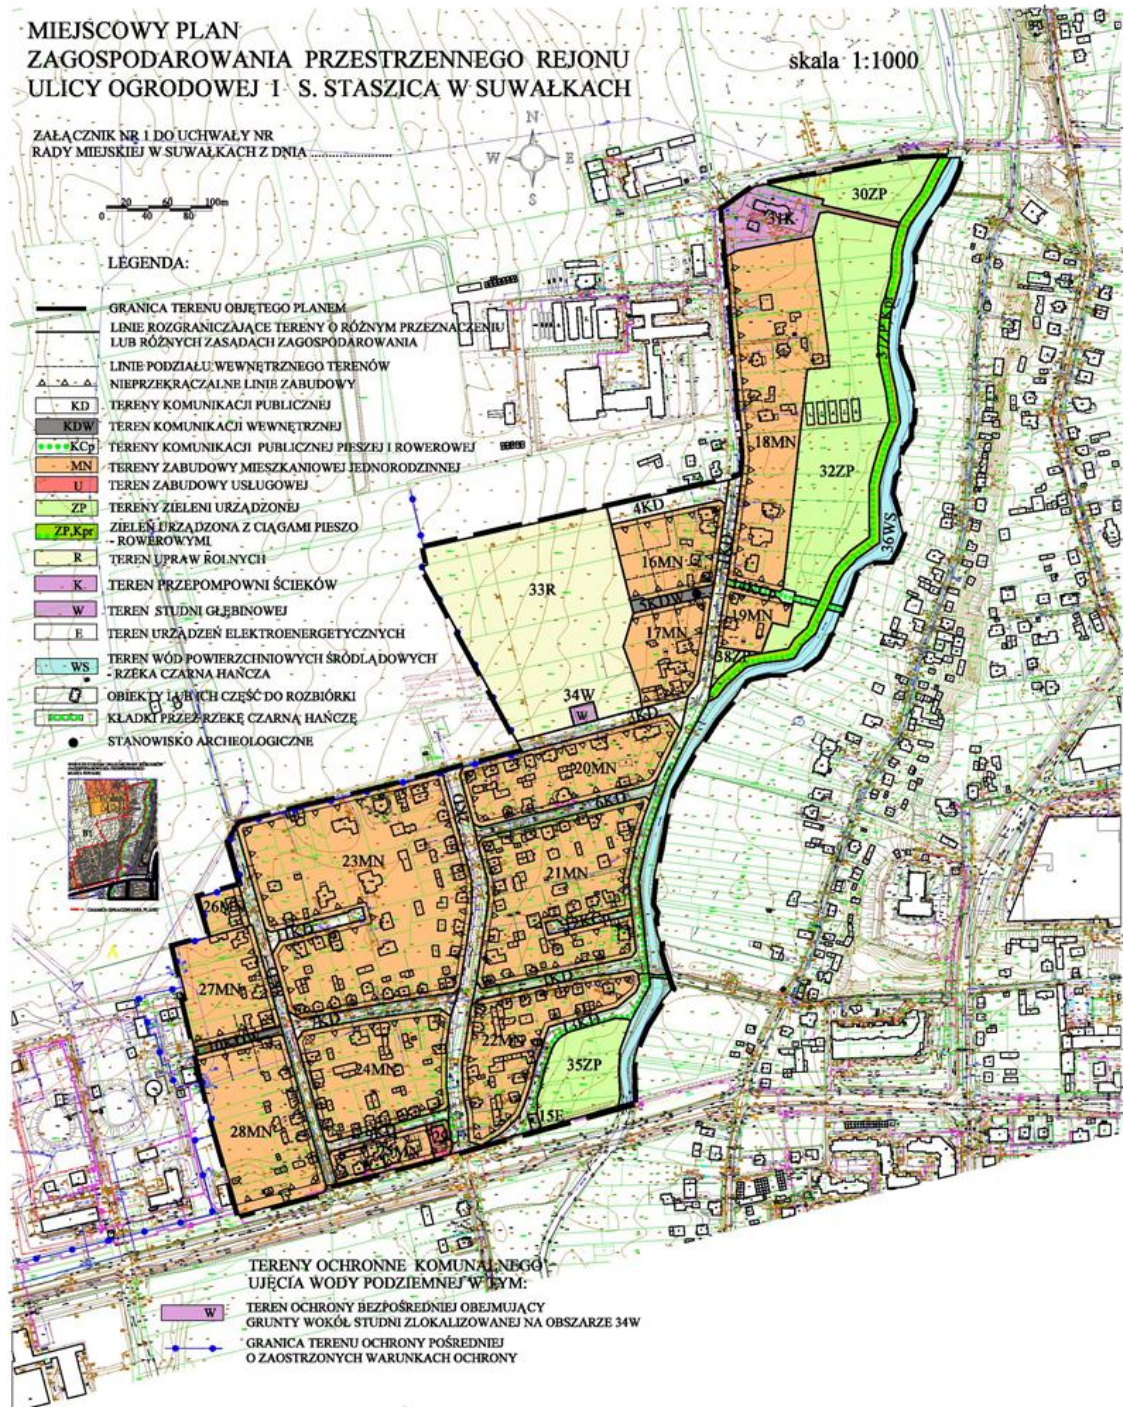 MIEJSCOWY PLAN
ZAGOSPODAROWANIA PRZESTRZENNEGO REJONU
ULICY OGRODOWEJ I S. STASZICA W SUWAŁKACH
skala 1:1000
ZAŁĄCZNIK NR 1 DO UCHWAŁY NR
RADY MIEJSKIEJ W SUWAŁKACH Z DNIA ........................
N
W E
S
20 60 100m
0 40 80
LEGENDA:
GRANICA TERENU OBJĘTEGO PLANEM
LINIE ROZGRANICZAJĄCE TERENY O RÓŻNYM PRZEZNACZENIU
LUB RÓŻNYCH ZASADACH ZAGOSPODAROWANIA
LINIE PODZIAŁU WEWNĘTRZNEGO TERENÓW
NIEPRZEKRACZALNE LINIE ZABUDOWY
KD TERENY KOMUNIKACJI PUBLICZNEJ
KDW TEREN KOMUNIKACJI WEWNĘTRZNEJ
KCp TERENY KOMUNIKACJI PUBLICZNEJ PIESZEJ I ROWEROWEJ
MN TERENY ZABUDOWY MIESZKANIOWEJ JEDNORODZINNEJ
U TEREN ZABUDOWY USŁUGOWEJ
ZP TERENY ZIELENI URZĄDZONEJ
ZP,Kpr ZIELEŃ URZĄDZONA Z CIĄGAMI PIESZO
- ROWEROWYMI
R TEREN UPRAW ROLNYCH
K TEREN PRZEPOMPOWNI ŚCIEKÓW
W TEREN STUDNI GŁĘBINOWEJ
E TEREN URZĄDZEŃ ELEKTROENERGETYCZNYCH
WS TEREN WÓD POWIERZCHNIOWYCH ŚRÓDLĄDOWYCH
- RZEKA CZARNA HAŃCZA
OBIEKTY LUB ICH CZĘŚĆ DO ROZBIÓRKI
KŁADKI PRZEZ RZEKĘ CZARNĄ HAŃCZĘ
STANOWISKO ARCHEOLOGICZNE
30ZP
31K
18MN
32ZP
36WS
4KD
16MN
1KD
33R
5KDW
17MN
19MN
38ZP
34W
W
3KD
20MN
6KD
23MN
21MN
26MN
27MN
7KD
22MN
24MN
35ZP
15E
28MN
TERENY OCHRONNE KOMUNALNEGO
UJĘCIA WODY PODZIEMNEJ W TYM:
W TEREN OCHRONY BEZPOŚREDNIEJ OBEJMUJĄCY
GRUNTY WOKÓŁ STUDNI ZLOKALIZOWANEJ NA OBSZARZE 34W
GRANICA TERENU OCHRONY POŚREDNIEJ
O ZAOSTRZONYCH WARUNKACH OCHRONY